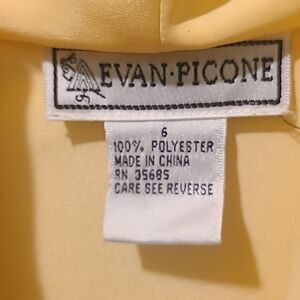 EVAN-PICONE
6
100% POLYESTER
MADE IN CHINA
RN 35685
CARE SEE REVERSE